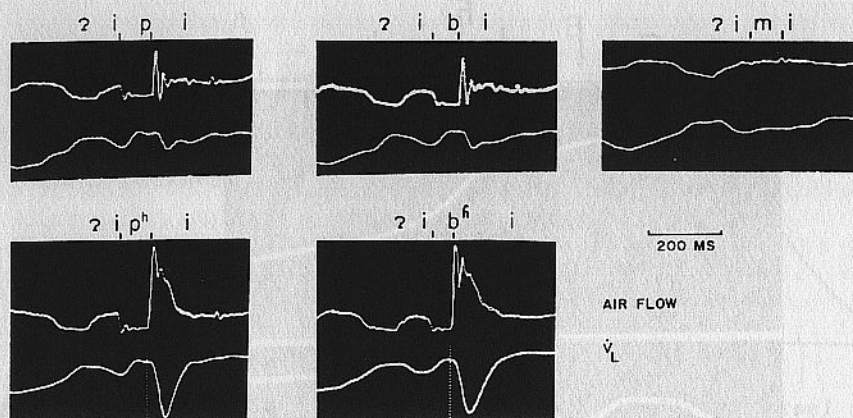 ʔ i p i
ʔ i b i
ʔ i m i
ʔ i pʰ i
ʔ i bʱ i
200 MS
AIR FLOW
V̇L